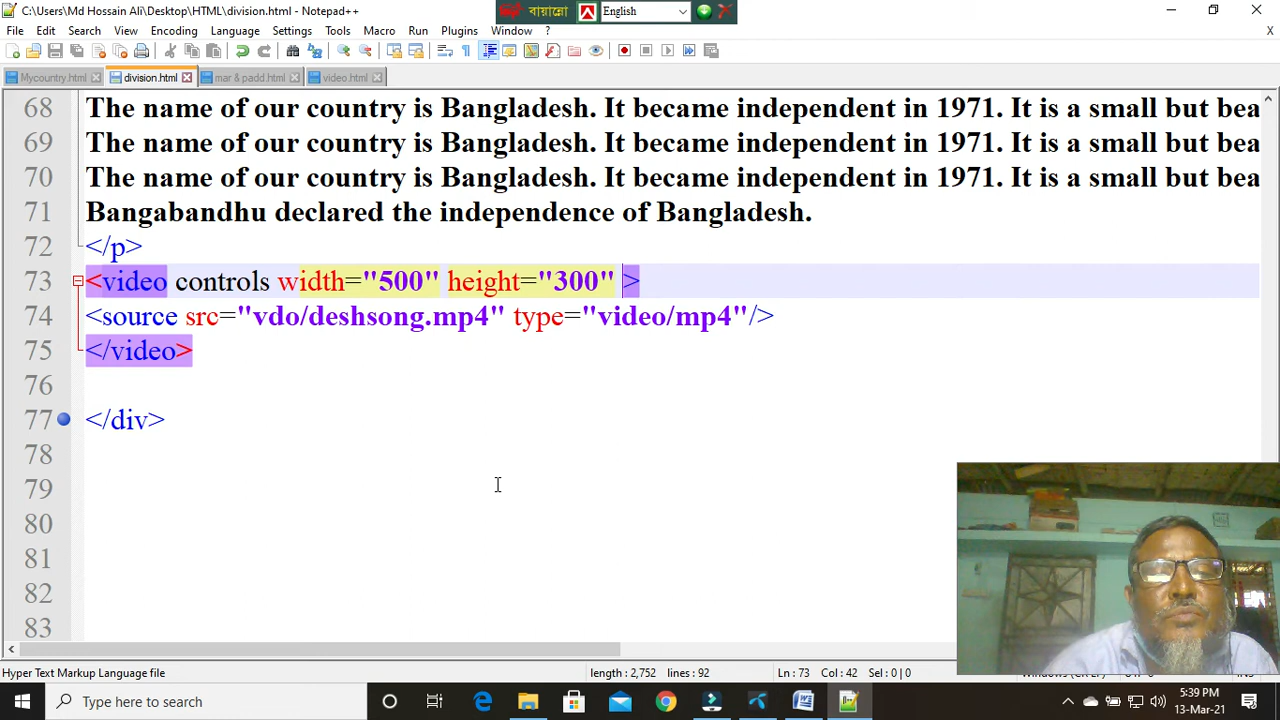 C:\Users\Md Hossain Ali\Desktop\HTML\division.html - Notepad++
বায়ান্নো English
File Edit Search View Encoding Language Settings Tools Macro Run Plugins Window ? X
Mycountry.html division.html mar & padd.html video.html
68 The name of our country is Bangladesh. It became independent in 1971. It is a small but bea
69 The name of our country is Bangladesh. It became independent in 1971. It is a small but bea
70 The name of our country is Bangladesh. It became independent in 1971. It is a small but bea
71 Bangabandhu declared the independence of Bangladesh.
72 </p>
73 <video controls width="500" height="300" >
74 <source src="vdo/deshsong.mp4" type="video/mp4"/>
75 </video>
76
77 </div>
78
79
80
81
82
83
Hyper Text Markup Language file length : 2,752 lines : 92 Ln : 73 Col : 42 Sel : 0 | 0
Type here to search
5:39 PM
13-Mar-21